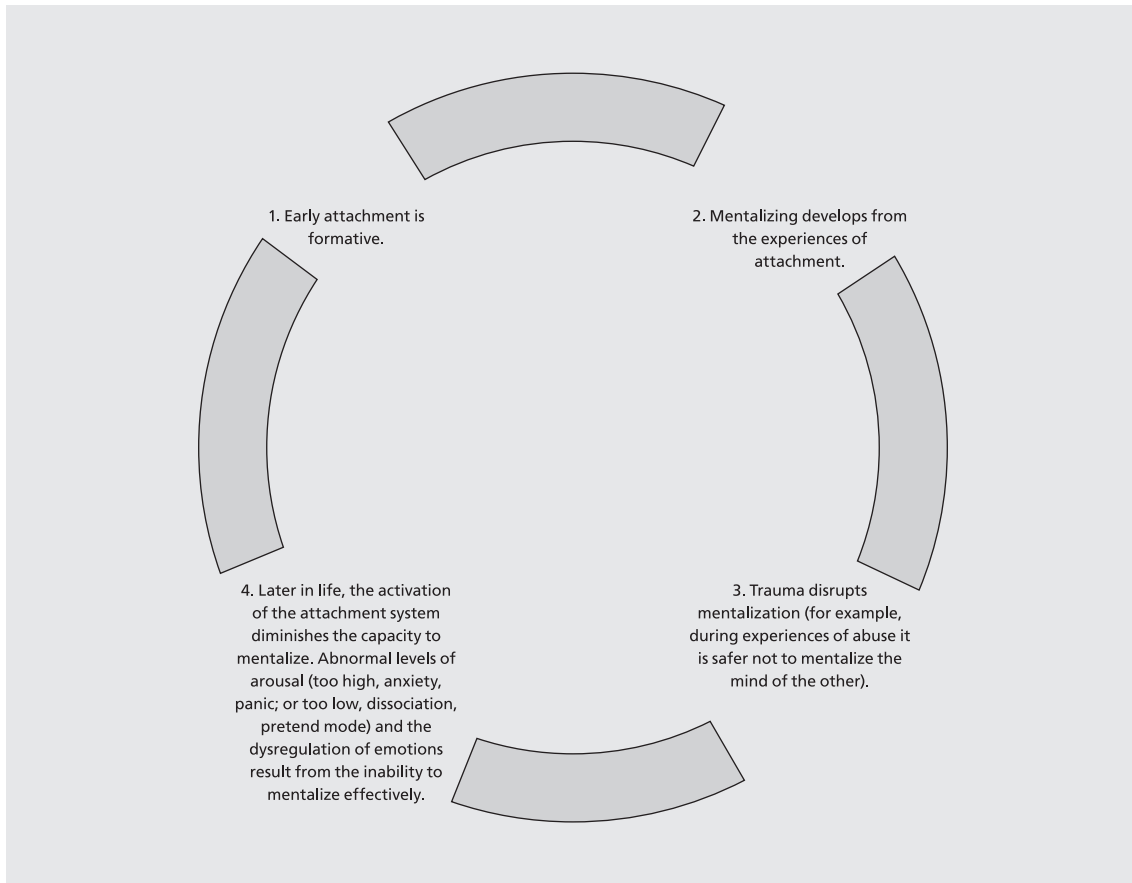 1. Early attachment is
formative.
2. Mentalizing develops from
the experiences of
attachment.
3. Trauma disrupts
mentalization (for example,
during experiences of abuse it
is safer not to mentalize the
mind of the other).
4. Later in life, the activation
of the attachment system
diminishes the capacity to
mentalize. Abnormal levels of
arousal (too high, anxiety,
panic; or too low, dissociation,
pretend mode) and the
dysregulation of emotions
result from the inability to
mentalize effectively.